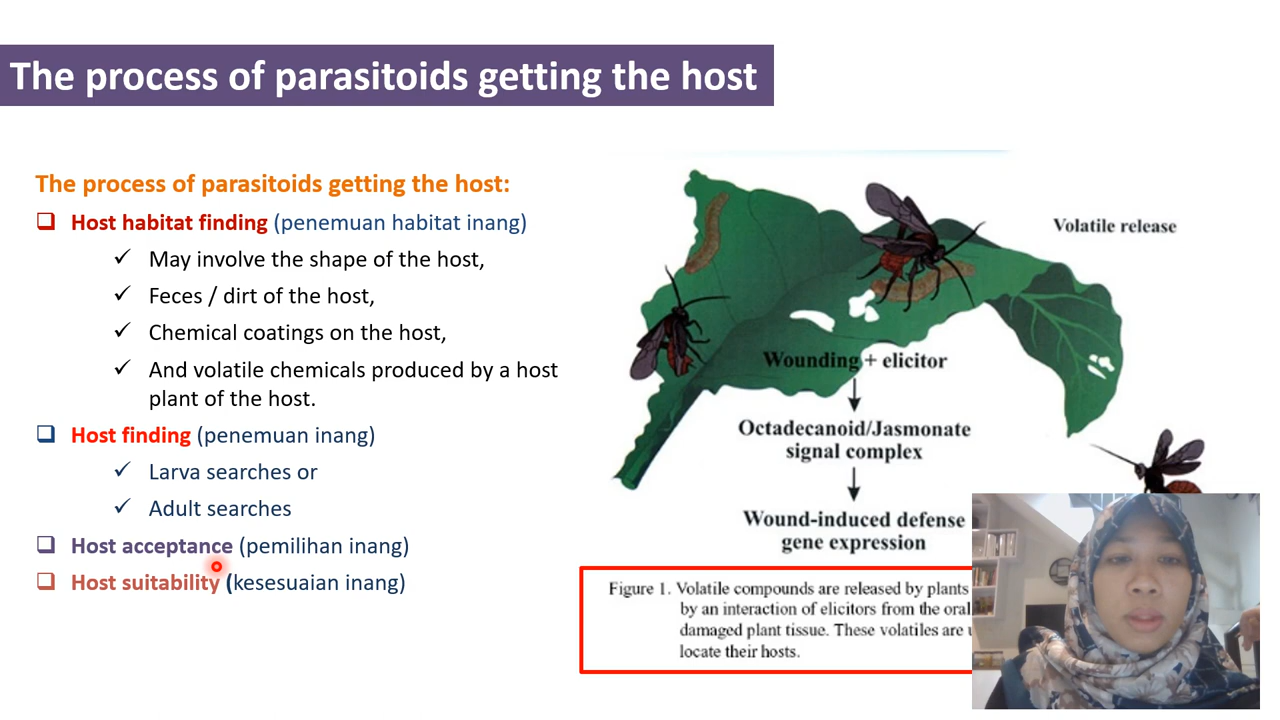 The process of parasitoids getting the host
The process of parasitoids getting the host:
Host habitat finding (penemuan habitat inang)
May involve the shape of the host,
Feces / dirt of the host,
Chemical coatings on the host,
And volatile chemicals produced by a host
plant of the host.
Host finding (penemuan inang)
Larva searches or
Adult searches
Host acceptance (pemilihan inang)
Host suitability (kesesuaian inang)
Volatile release
Wounding + elicitor
Octadecanoid/Jasmonate
signal complex
Wound-induced defense
gene expression
Figure 1. Volatile compounds are released by plants
by an interaction of elicitors from the oral
damaged plant tissue. These volatiles are
locate their hosts.